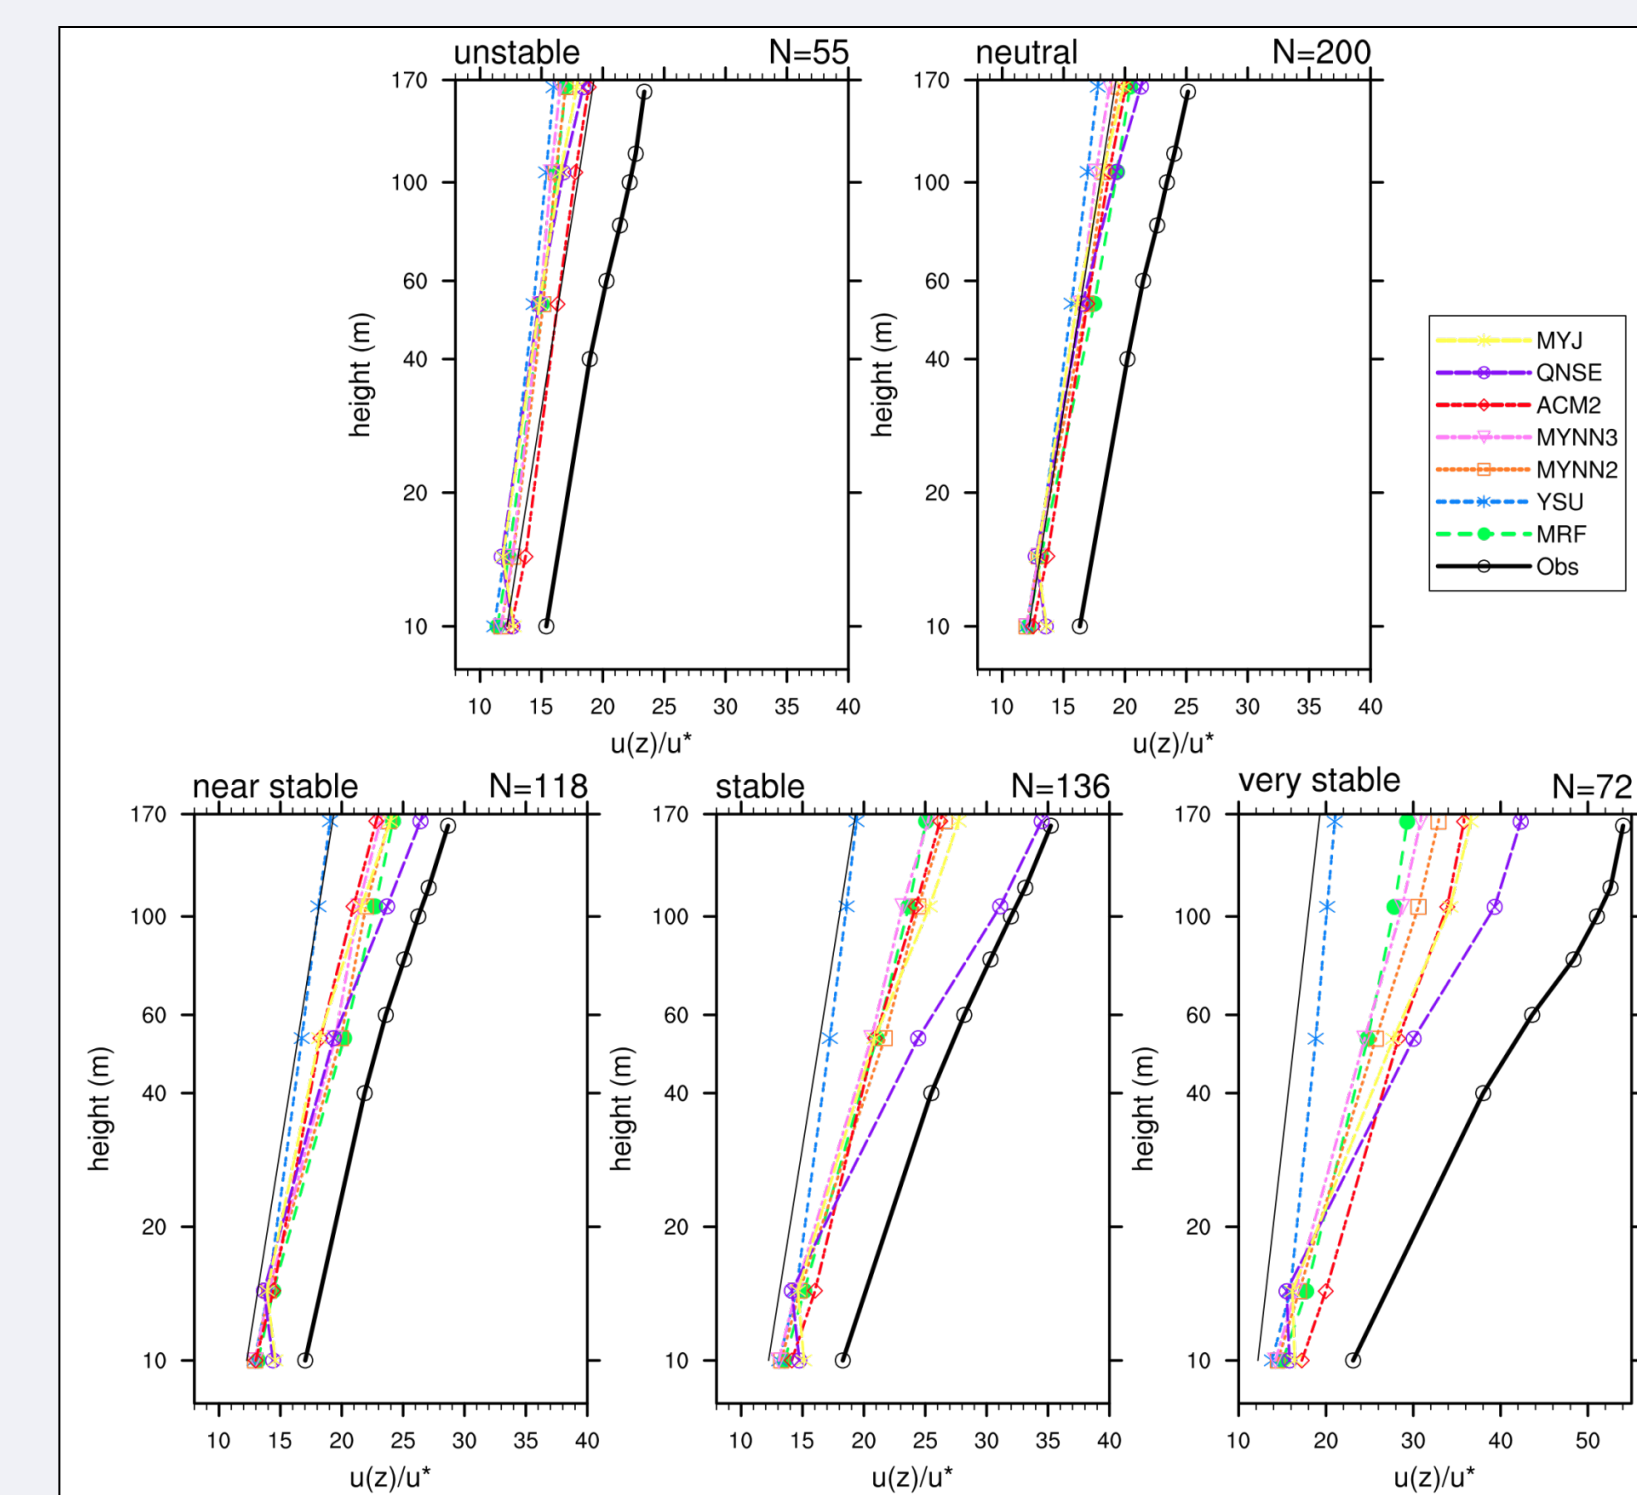 unstable N=55
neutral N=200
170
100
60
40
20
10
height (m)
10 15 20 25 30 35 40
u(z)/u*
170
100
60
40
20
10
height (m)
10 15 20 25 30 35 40
u(z)/u*
MYJ
QNSE
ACM2
MYNN3
MYNN2
YSU
MRF
Obs
near stable N=118
stable N=136
very stable N=72
170
100
60
40
20
10
height (m)
10 15 20 25 30 35 40
u(z)/u*
170
100
60
40
20
10
height (m)
10 15 20 25 30 35 40
u(z)/u*
170
100
60
40
20
10
height (m)
10 20 30 40 50
u(z)/u*